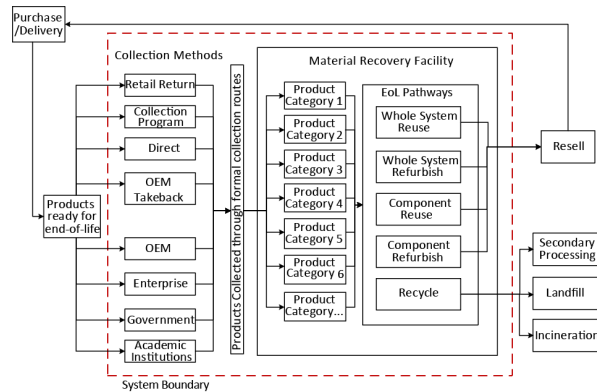 Purchase
/Delivery
Products
ready for
end-of-life
Collection Methods
Retail Return
Collection
Program
Direct
OEM
Takeback
OEM
Enterprise
Government
Academic
Institutions
System Boundary
Products Collected through formal collection routes
Material Recovery Facility
Product
Category 1
Product
Category 2
Product
Category 3
Product
Category 4
Product
Category 5
Product
Category 6
Product
Category...
EoL Pathways
Whole System
Reuse
Whole System
Refurbish
Component
Reuse
Component
Refurbish
Recycle
Resell
Secondary
Processing
Landfill
Incineration